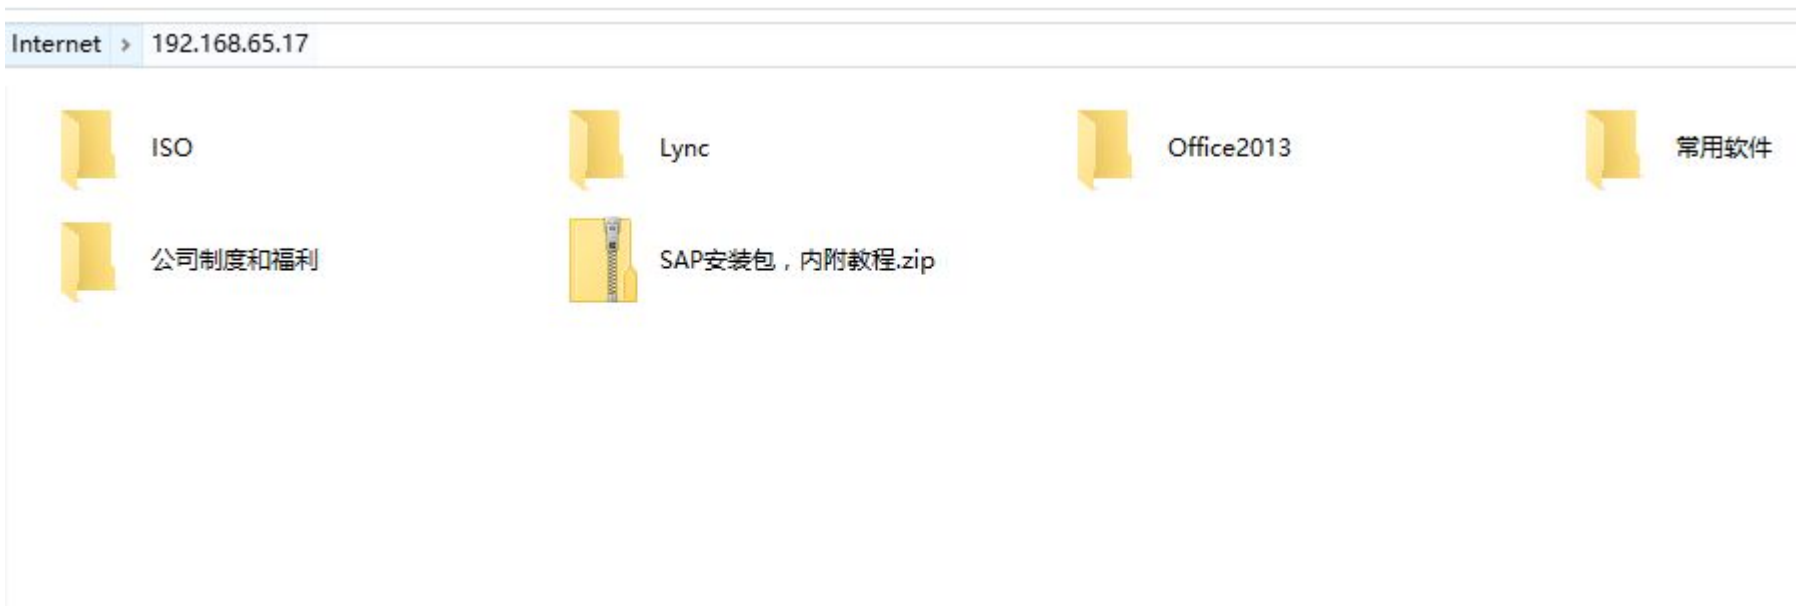 Internet > 192.168.65.17
ISO
Lync
Office2013
常用软件
公司制度和福利
SAP安装包，内附教程.zip